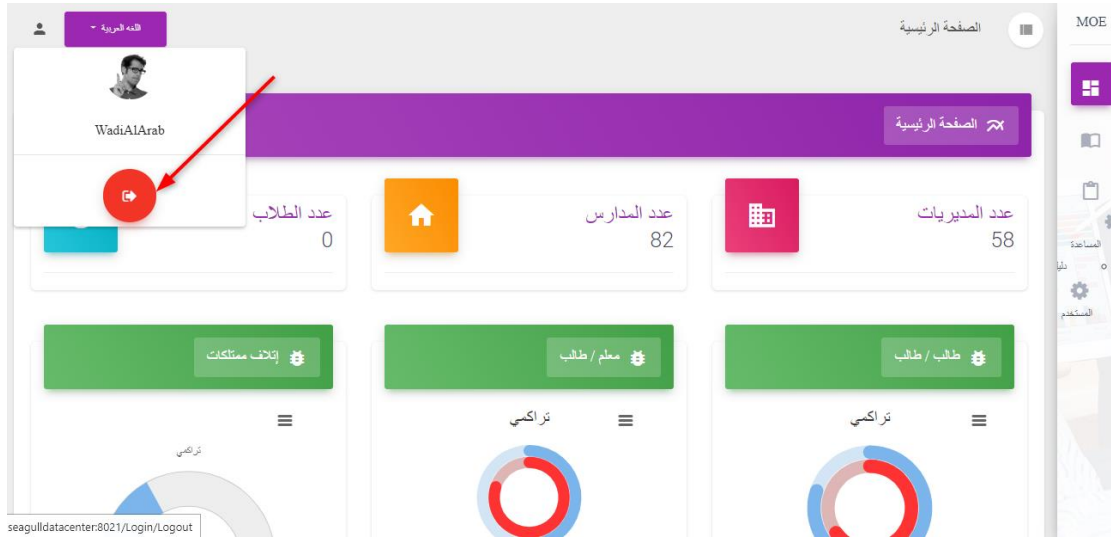 MOE
الصفحة الرئيسية
اللغه العربية
WadiAlArab
الصفحة الرئيسية
عدد المديريات
58
عدد المدارس
82
عدد الطلاب
0
المساعدة
المستخدم
طالب / طالب
معلم / طالب
إتلاف ممتلكات
تراكمي
تراكمي
تراكمي
seagulldatacenter:8021/Login/Logout